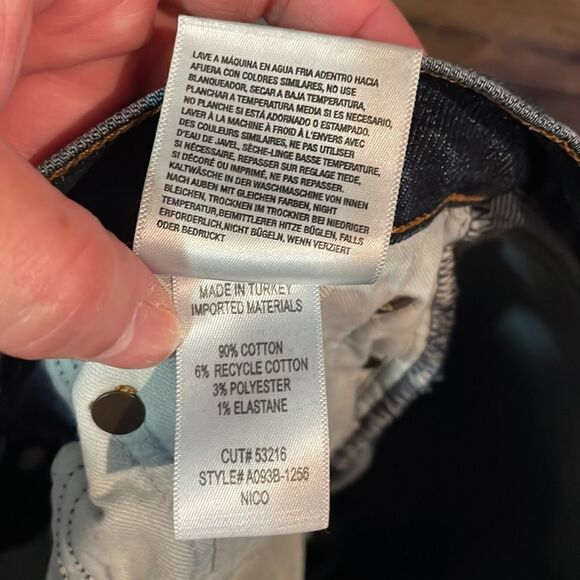 LAVE A MÁQUINA EN AGUA FRIA ADENTRO HACIA
AFUERA CON COLORES SIMILARES, NO USE
BLANQUEADOR, SECAR A BAJA TEMPERATURA,
PLANCHAR A TEMPERATURA MEDIA SI ES NECESARIO,
NO PLANCHE SI ESTÁ ADORNADO O ESTAMPADO.
LAVER À LA MACHINE À FROID À L'ENVERS AVEC
DES COULEURS SIMILAIRES, NE PAS UTILISER
D'EAU DE JAVEL, SÈCHE-LINGE BASSE TEMPÉRATURE,
SI NÉCESSAIRE, REPASSER SUR REGLAGE TIEDE,
SI DÉCORÉ OU IMPRIMÉ, NE PAS REPASSER.
KALTWÄSCHE IN DER WASCHMASCHINE VON INNEN
NACH AUßEN MIT GLEICHEN FARBEN, NIGHT
BLEICHEN, TROCKNEN IM TROCKNER BEI NIEDRIGER
TEMPERATUR,BEIMITTLERER HITZE BÜGLEN, FALLS
ERFORDERLICH,NICHT BÜGELN, WENN VERZIERT
ODER BEDRUCKT
MADE IN TURKEY
IMPORTED MATERIALS
90% COTTON
6% RECYCLE COTTON
3% POLYESTER
1% ELASTANE
CUT# 53216
STYLE# A093B-1256
NICO